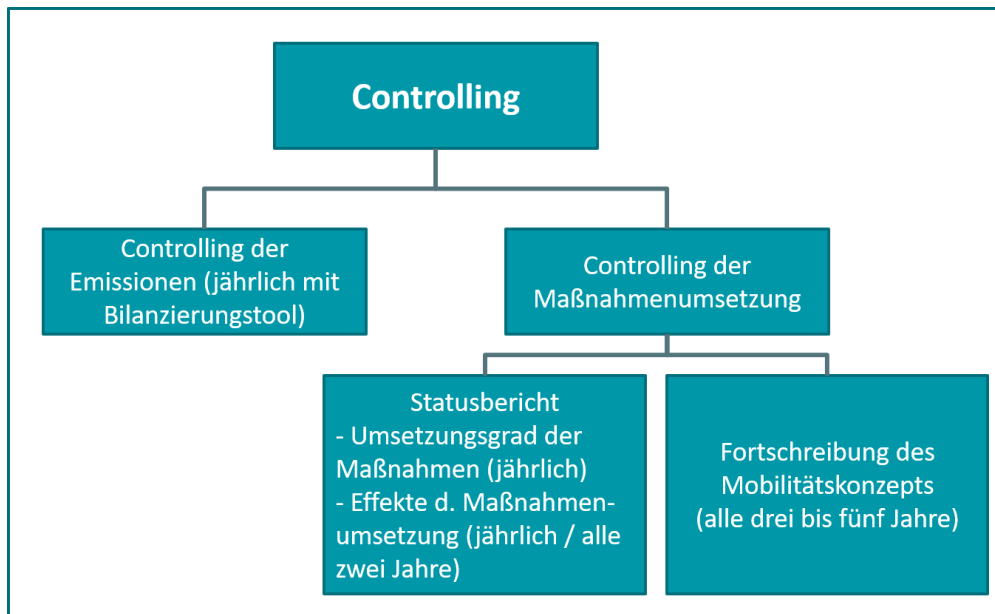 Controlling
Controlling der
Emissionen (jährlich mit
Bilanzierungstool)
Controlling der
Maßnahmenumsetzung
Statusbericht
- Umsetzungsgrad der
Maßnahmen (jährlich)
- Effekte d. Maßnahmen-
umsetzung (jährlich / alle
zwei Jahre)
Fortschreibung des
Mobilitätskonzepts
(alle drei bis fünf Jahre)